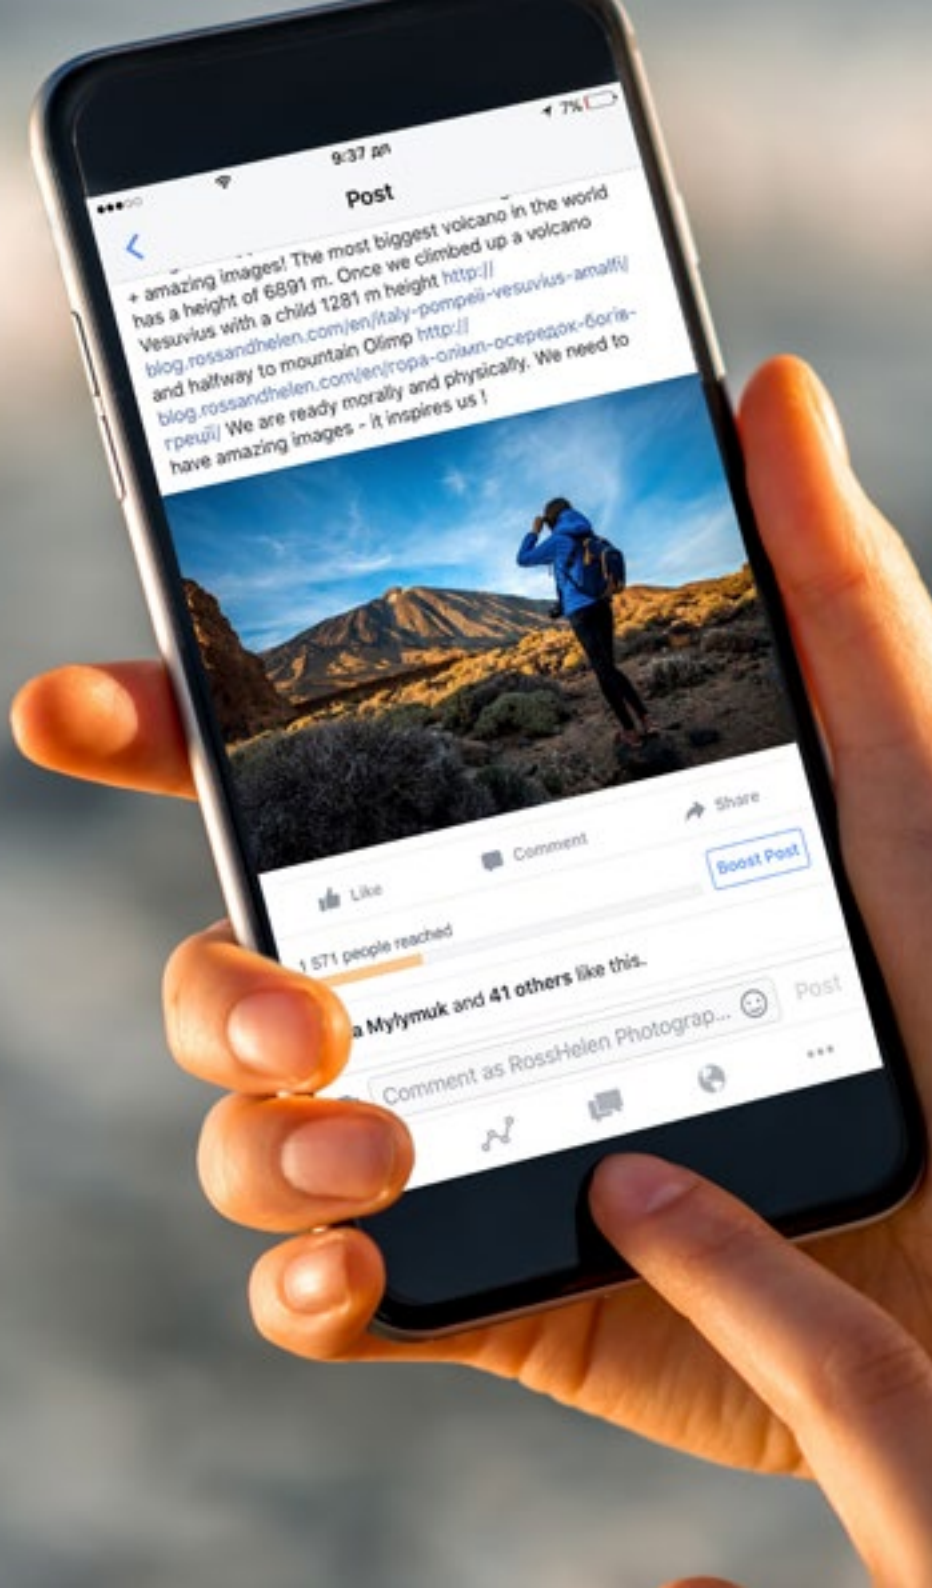 9:37 дп
7%
Post
+ amazing images! The most biggest volcano in the world
has a height of 6891 m. Once we climbed up a volcano
Vesuvius with a child 1281 m height http://
blog.rossandhelen.com/en/italy-pompeii-vesuvius-amalfi/
and halfway to mountain Olimp http://
blog.rossandhelen.com/en/гора-олімп-осередок-богів-
греції/ We are ready morally and physically. We need to
have amazing images - it inspires us !
Like
Comment
Share
1 571 people reached
Boost Post
a Mylymuk and 41 others like this.
Comment as RossHelen Photograp...
Post